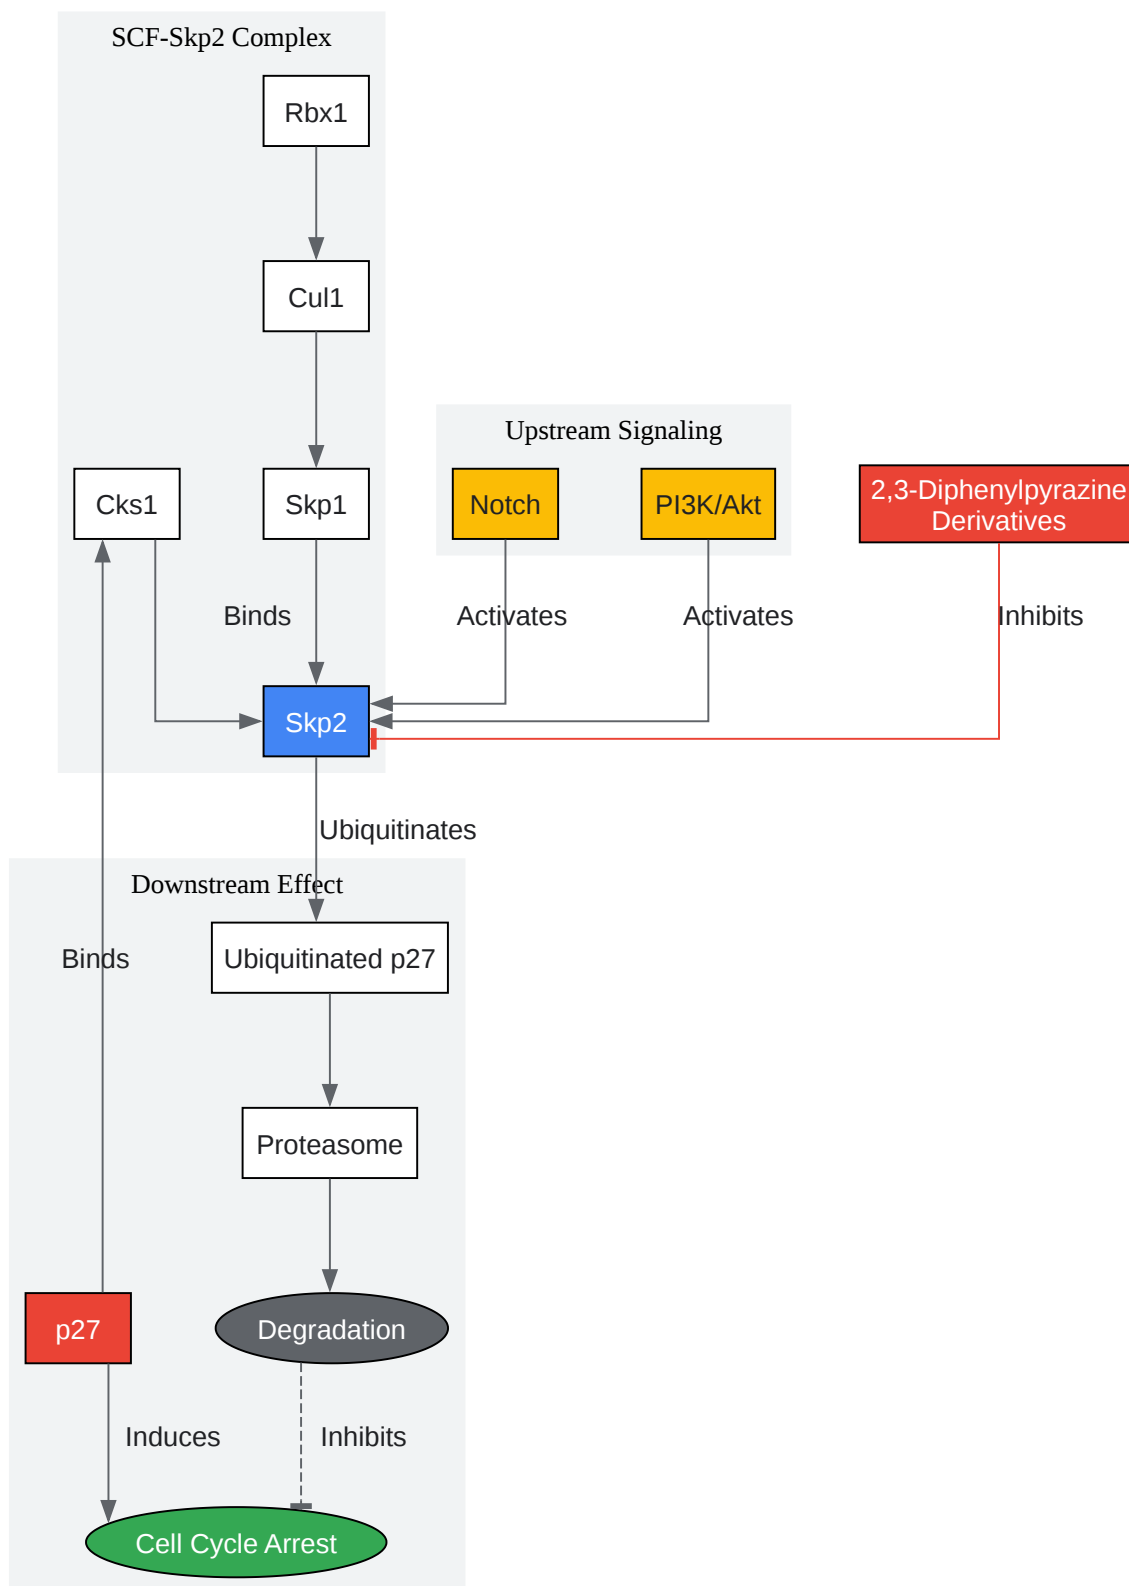 SCF-Skp2 Complex
Rbx1
Cul1
Upstream Signaling
Cks1
Skp1
Notch
PI3K/Akt
2,3-Diphenylpyrazine
Derivatives
Binds
Activates
Activates
Inhibits
Skp2
Ubiquitinates
Downstream Effect
Binds
Ubiquitinated p27
Proteasome
p27
Degradation
Induces
Inhibits
Cell Cycle Arrest